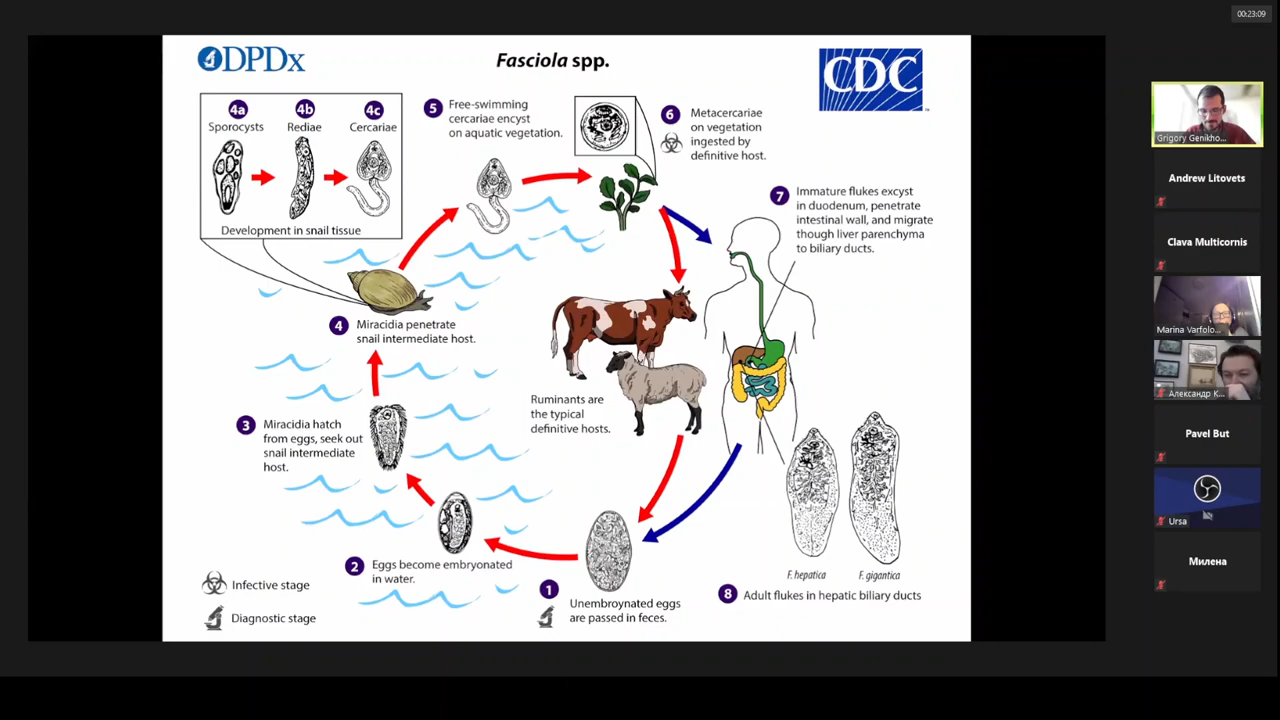 00:23:09
DPDx
Fasciola spp.
CDC
4a
4b
4c
Sporocysts
Rediae
Cercariae
Development in snail tissue
5
Free-swimming
cercariae encyst
on aquatic vegetation.
6
Metacercariae
on vegetation
ingested by
definitive host.
7
Immature flukes excyst
in duodenum, penetrate
intestinal wall, and migrate
though liver parenchyma
to biliary ducts.
4
Miracidia penetrate
snail intermediate host.
Ruminants are
the typical
definitive hosts.
3
Miracidia hatch
from eggs, seek out
snail intermediate
host.
2
Eggs become embryonated
in water.
1
Unembroynated eggs
are passed in feces.
F. hepatica
F. gigantica
8
Adult flukes in hepatic biliary ducts
Infective stage
Diagnostic stage
Grigory Genikho...
Andrew Litovets
Clava Multicornis
Marina Varfolo...
Александр К...
Pavel But
Ursa
Милена